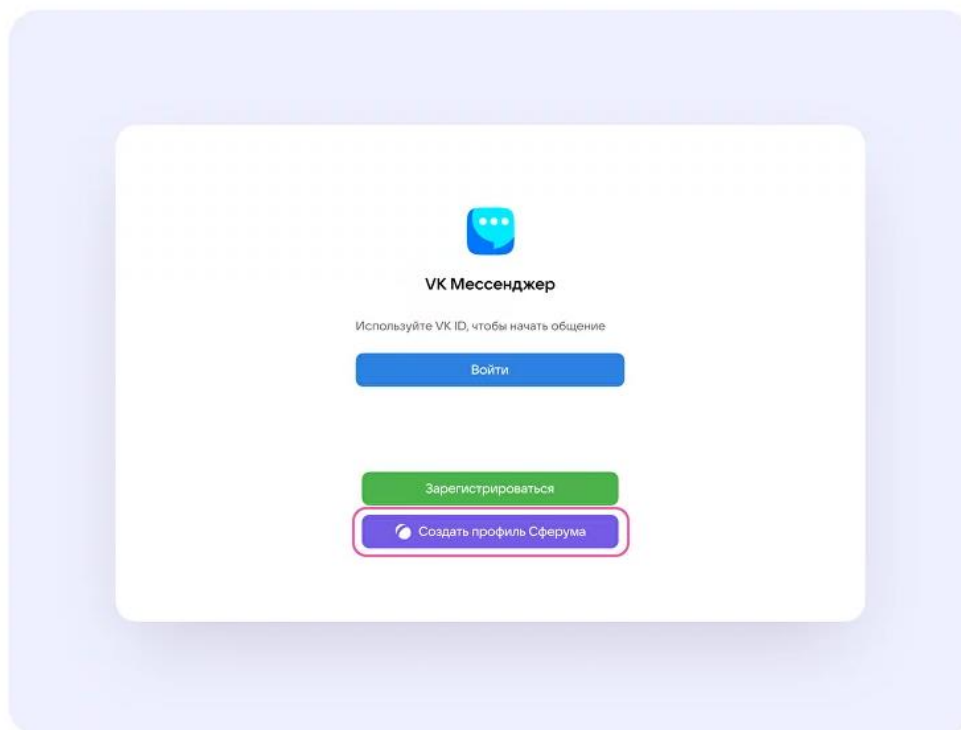 VK Мессенджер
Используйте VK ID, чтобы начать общение
Войти
Зарегистрироваться
Создать профиль Сферума